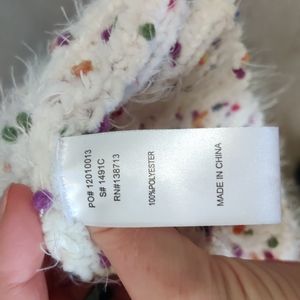 PO# 12010013
S# 1491C
RN#138713
100%POLYESTER
MADE IN CHINA